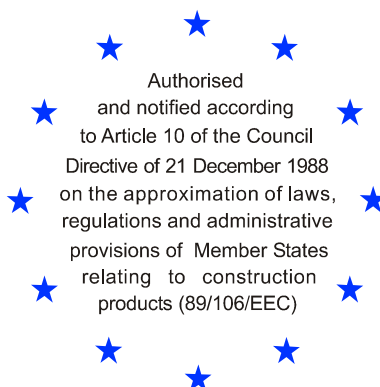 Authorised
and notified according
to Article 10 of the Council
Directive of 21 December 1988
on the approximation of laws,
regulations and administrative
provisions of Member States
relating to construction
products (89/106/EEC)